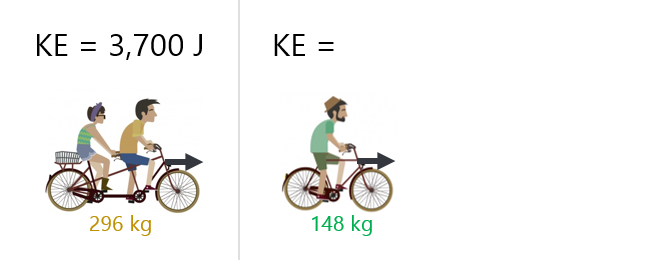 KE = 3,700 J
KE =
296 kg
148 kg